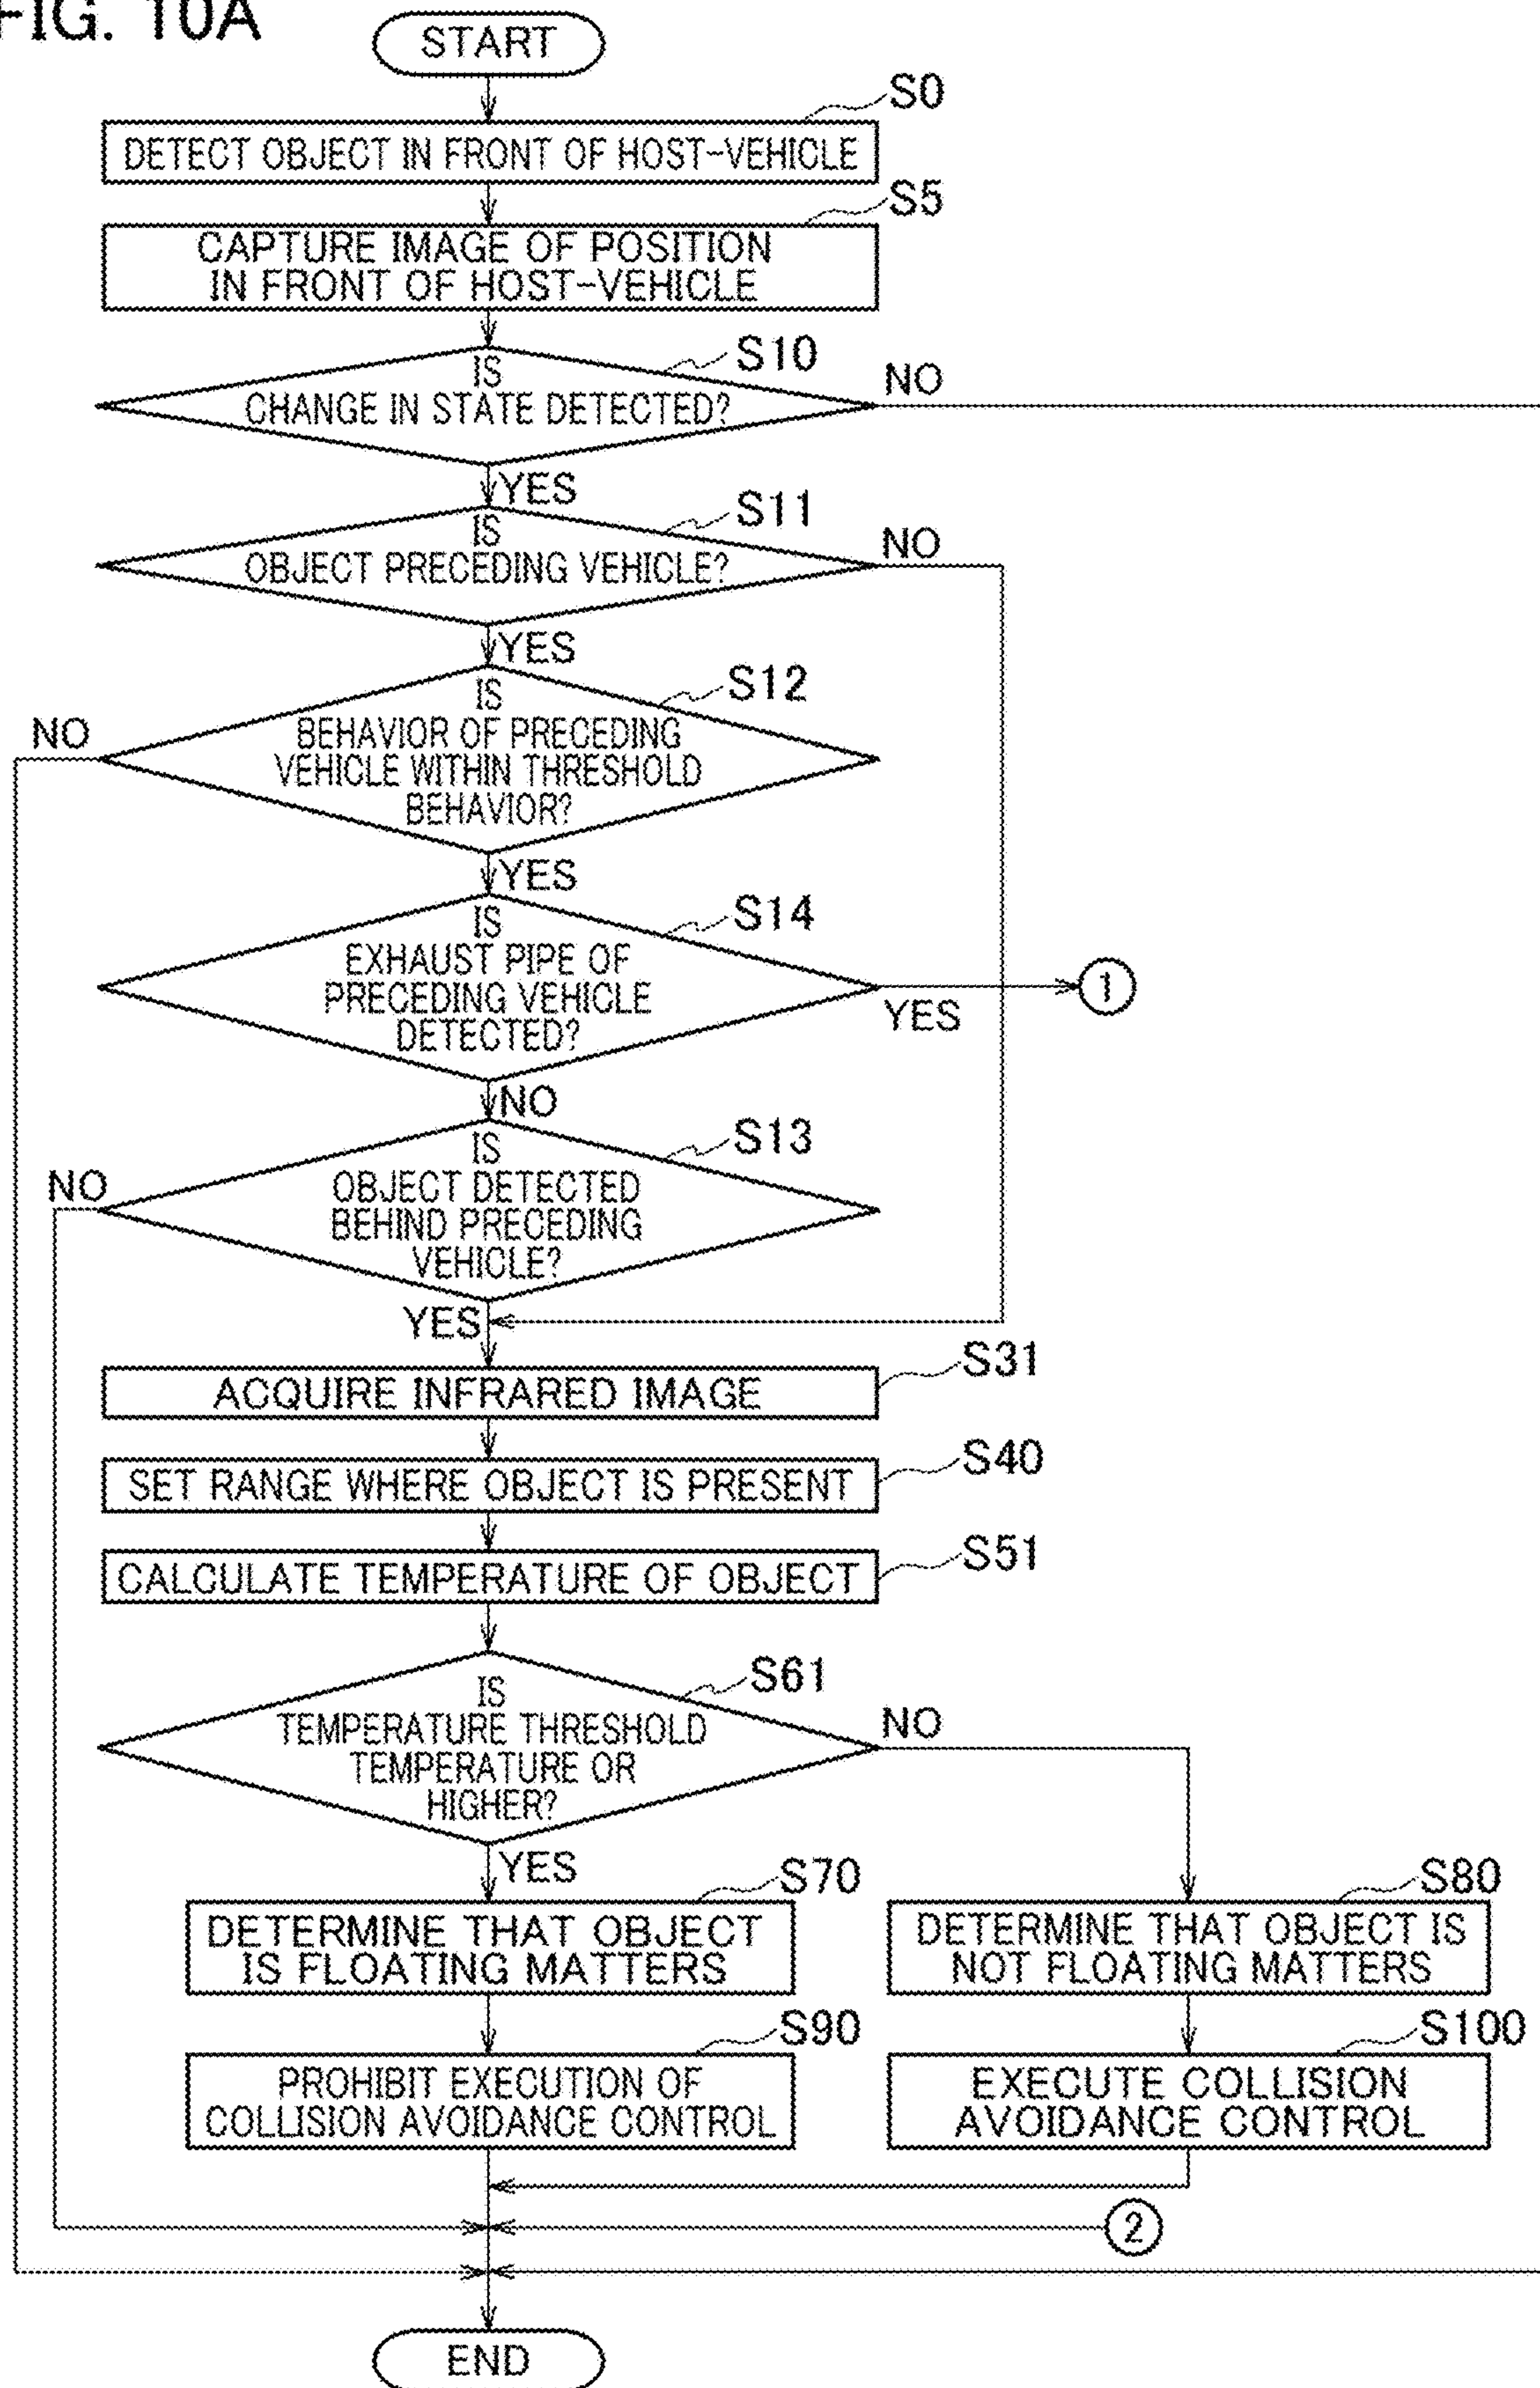 FIG. 10A
START
S0
DETECT OBJECT IN FRONT OF HOST-VEHICLE
S5
CAPTURE IMAGE OF POSITION
IN FRONT OF HOST-VEHICLE
S10
IS
CHANGE IN STATE DETECTED?
NO
YES
S11
IS
OBJECT PRECEDING VEHICLE?
NO
YES
S12
IS
BEHAVIOR OF PRECEDING
VEHICLE WITHIN THRESHOLD
BEHAVIOR?
NO
YES
S14
IS
EXHAUST PIPE OF
PRECEDING VEHICLE
DETECTED?
YES
1
NO
S13
IS
OBJECT DETECTED
BEHIND PRECEDING
VEHICLE?
NO
YES
S31
ACQUIRE INFRARED IMAGE
S40
SET RANGE WHERE OBJECT IS PRESENT
S51
CALCULATE TEMPERATURE OF OBJECT
S61
IS
TEMPERATURE THRESHOLD
TEMPERATURE OR
HIGHER?
NO
YES
S70
DETERMINE THAT OBJECT
IS FLOATING MATTERS
S80
DETERMINE THAT OBJECT IS
NOT FLOATING MATTERS
S90
PROHIBIT EXECUTION OF
COLLISION AVOIDANCE CONTROL
S100
EXECUTE COLLISION
AVOIDANCE CONTROL
2
END